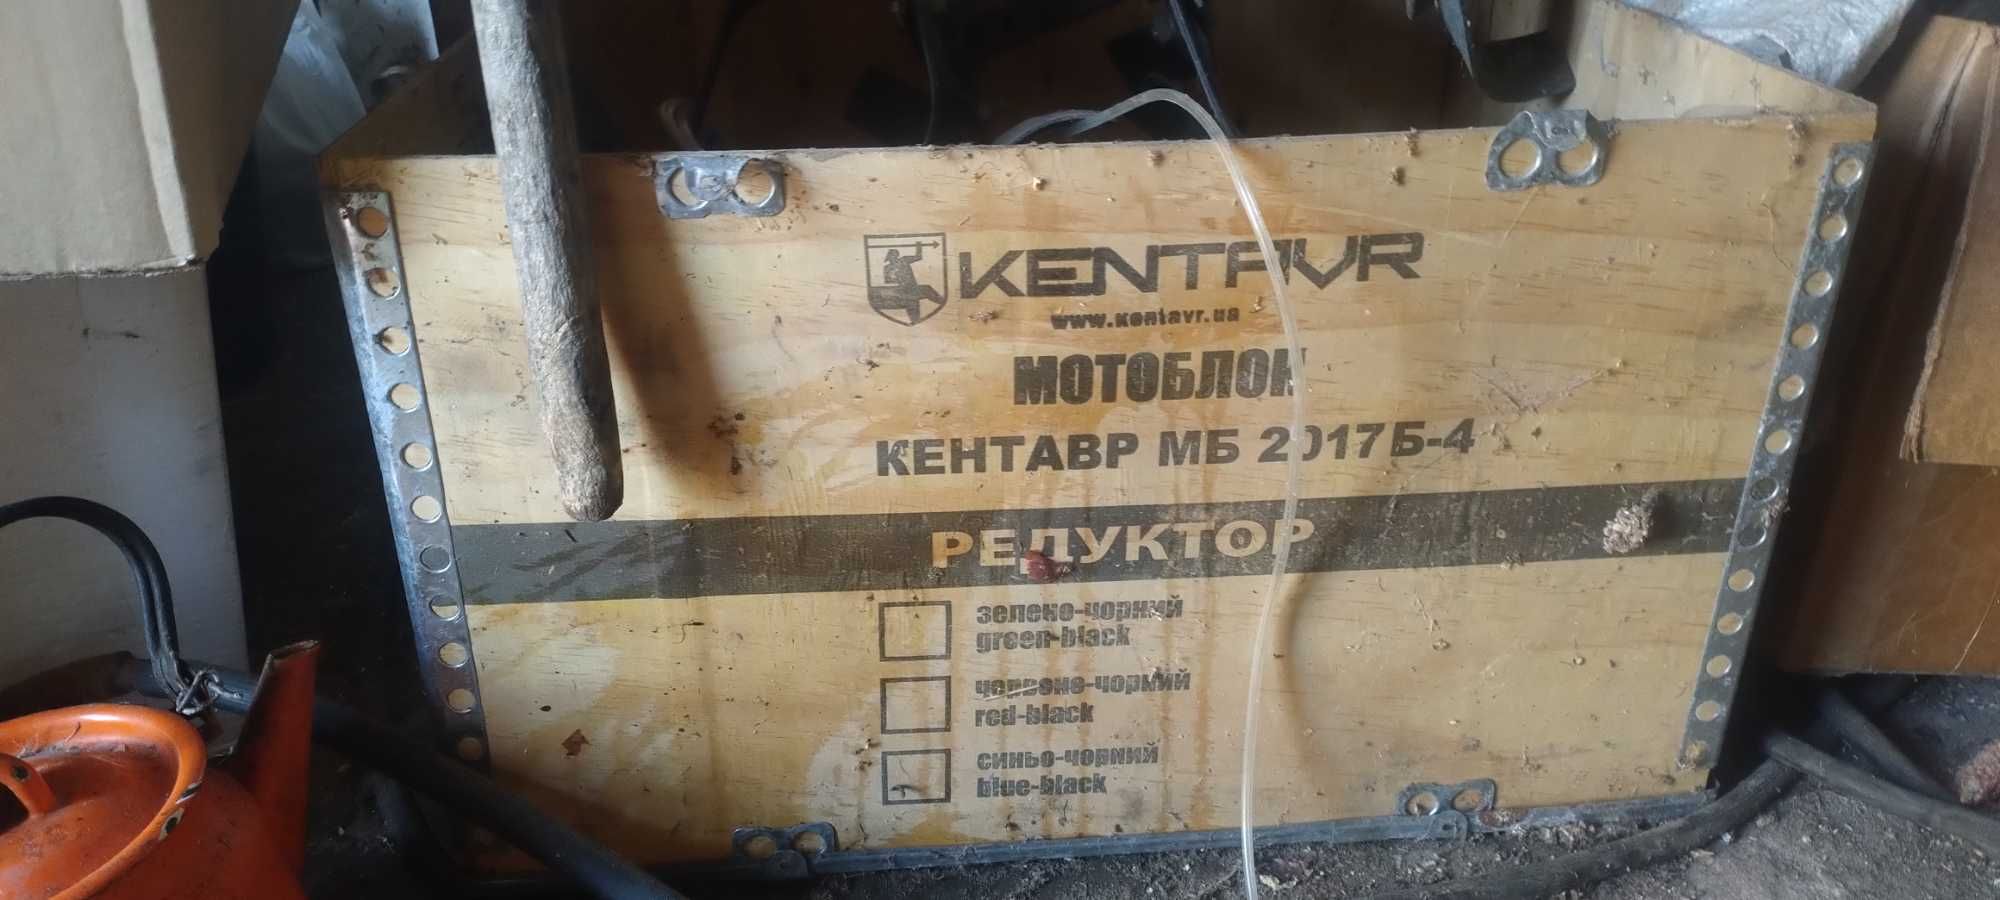 KENTAVR
www.kentavr.ua
МОТОБЛОК
КЕНТАВР МБ 2017Б-4
РЕДУКТОР
зелено-чорний
green-black
червоне-чорний
red-black
синьо-чорний
blue-black